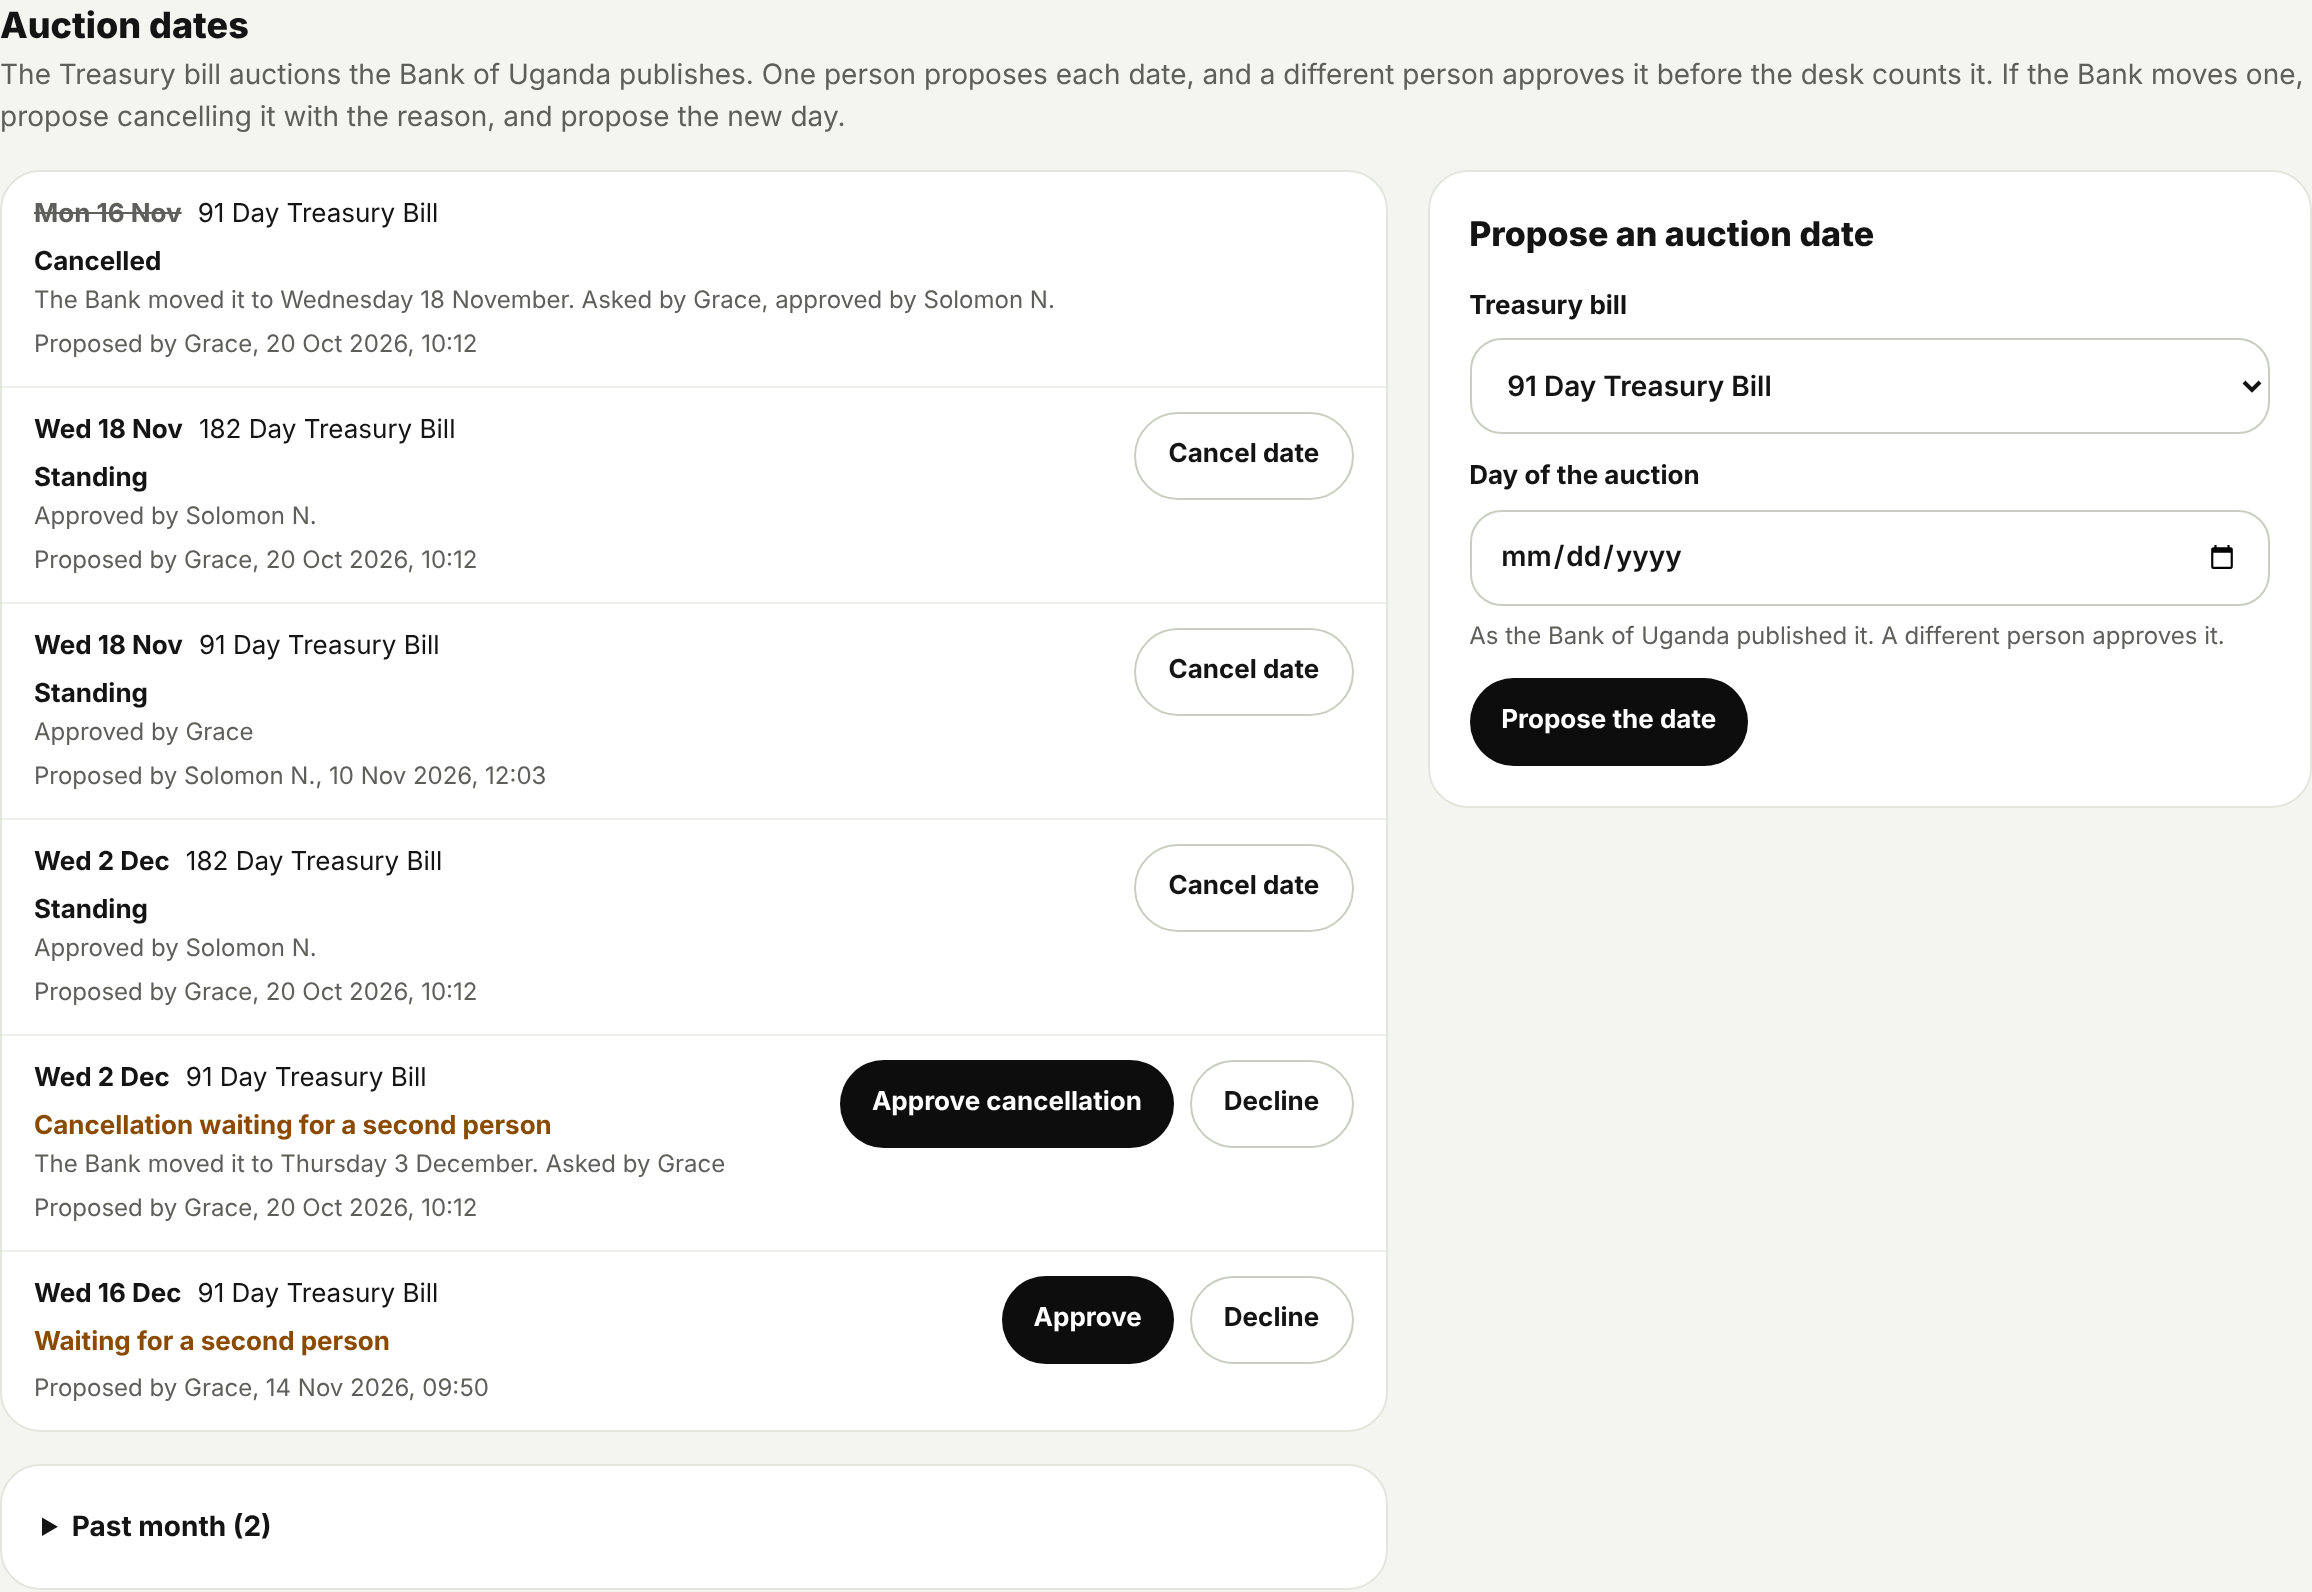 Auction dates
The Treasury bill auctions the Bank of Uganda publishes. One person proposes each date, and a different person approves it before the desk counts it. If the Bank moves one,
propose cancelling it with the reason, and propose the new day.
Mon 16 Nov 91 Day Treasury Bill
Cancelled
The Bank moved it to Wednesday 18 November. Asked by Grace, approved by Solomon N.
Proposed by Grace, 20 Oct 2026, 10:12
Wed 18 Nov 182 Day Treasury Bill
Cancel date
Standing
Approved by Solomon N.
Proposed by Grace, 20 Oct 2026, 10:12
Wed 18 Nov 91 Day Treasury Bill
Cancel date
Standing
Approved by Grace
Proposed by Solomon N., 10 Nov 2026, 12:03
Wed 2 Dec 182 Day Treasury Bill
Cancel date
Standing
Approved by Solomon N.
Proposed by Grace, 20 Oct 2026, 10:12
Wed 2 Dec 91 Day Treasury Bill
Approve cancellation
Decline
Cancellation waiting for a second person
The Bank moved it to Thursday 3 December. Asked by Grace
Proposed by Grace, 20 Oct 2026, 10:12
Wed 16 Dec 91 Day Treasury Bill
Approve
Decline
Waiting for a second person
Proposed by Grace, 14 Nov 2026, 09:50
Past month (2)
Propose an auction date
Treasury bill
91 Day Treasury Bill
Day of the auction
mm/dd/yyyy
As the Bank of Uganda published it. A different person approves it.
Propose the date